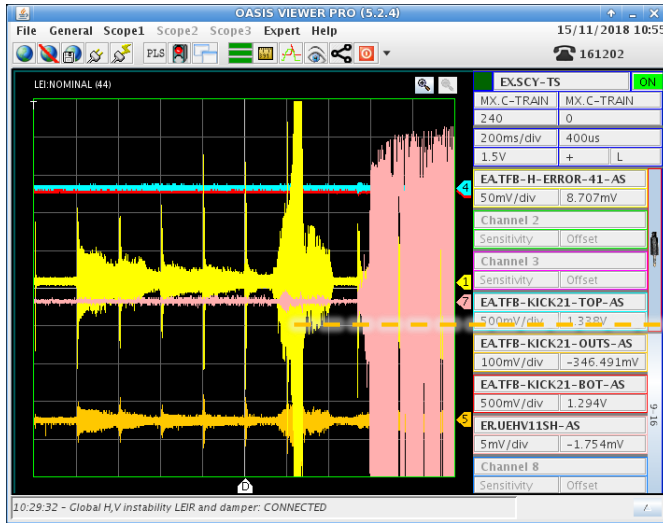 OASIS VIEWER PRO (5.2.4)
File General Scope1 Scope2 Scope3 Expert Help 15/11/2018 10:55
PLS 161202
LEI:NOMINAL (44)
EX.SCY-TS ON
MX.C-TRAIN MX.C-TRAIN
240 0
200ms/div 400us
1.5V + L
EA.TFB-H-ERROR-41-AS
50mV/div 8.707mV
Channel 2
Sensitivity Offset
Channel 3
Sensitivity Offset
EA.TFB-KICK21-TOP-AS
500mV/div 1.338V
EA.TFB-KICK21-OUTS-AS
100mV/div -346.491mV
EA.TFB-KICK21-BOT-AS
500mV/div 1.294V
ER.UEHV11SH-AS
5mV/div -1.754mV
Channel 8
Sensitivity Offset
9-16
4
1
7
5
D
10:29:32 - Global H,V instability LEIR and damper: CONNECTED